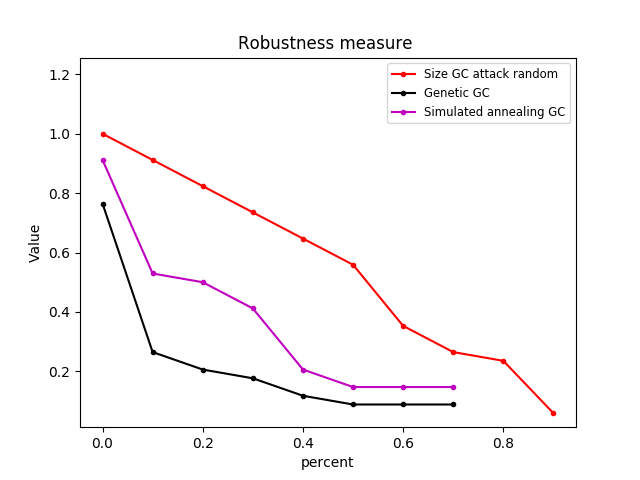 Robustness measure
Size GC attack random
Genetic GC
Simulated annealing GC
Value
1.2
1.0
0.8
0.6
0.4
0.2
0.0 0.2 0.4 0.6 0.8
percent